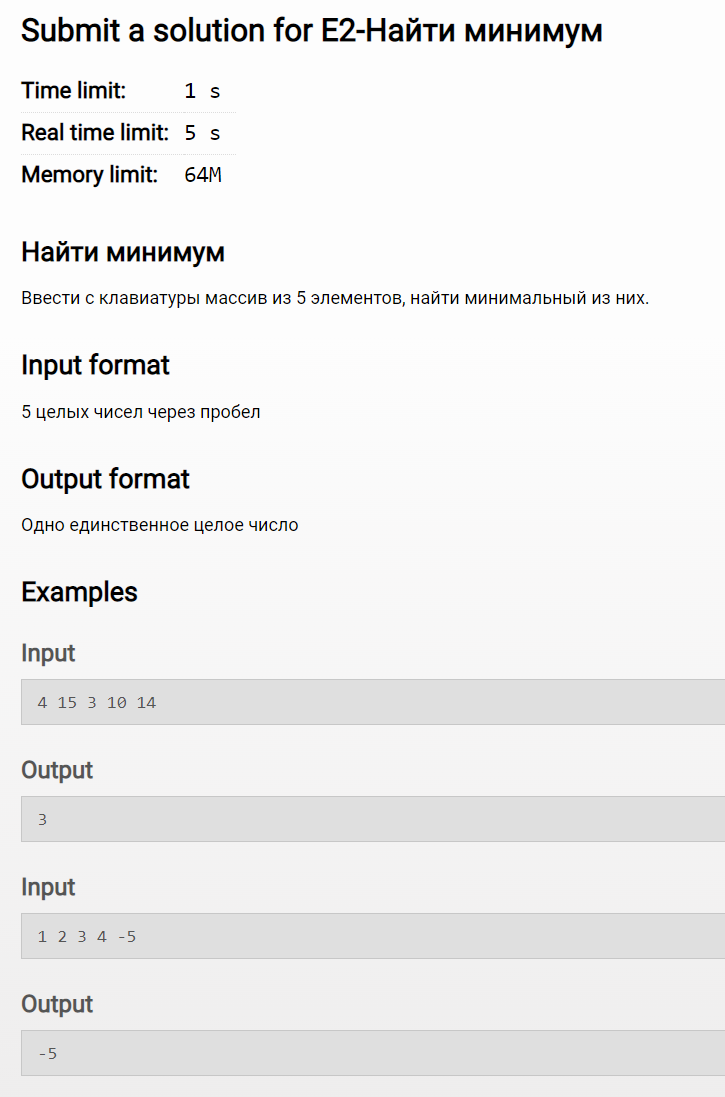 Submit a solution for E2-Найти минимум
Time limit: 1 s
Real time limit: 5 s
Memory limit: 64M
Найти минимум
Ввести с клавиатуры массив из 5 элементов, найти минимальный из них.
Input format
5 целых чисел через пробел
Output format
Одно единственное целое число
Examples
Input
4 15 3 10 14
Output
3
Input
1 2 3 4 -5
Output
-5